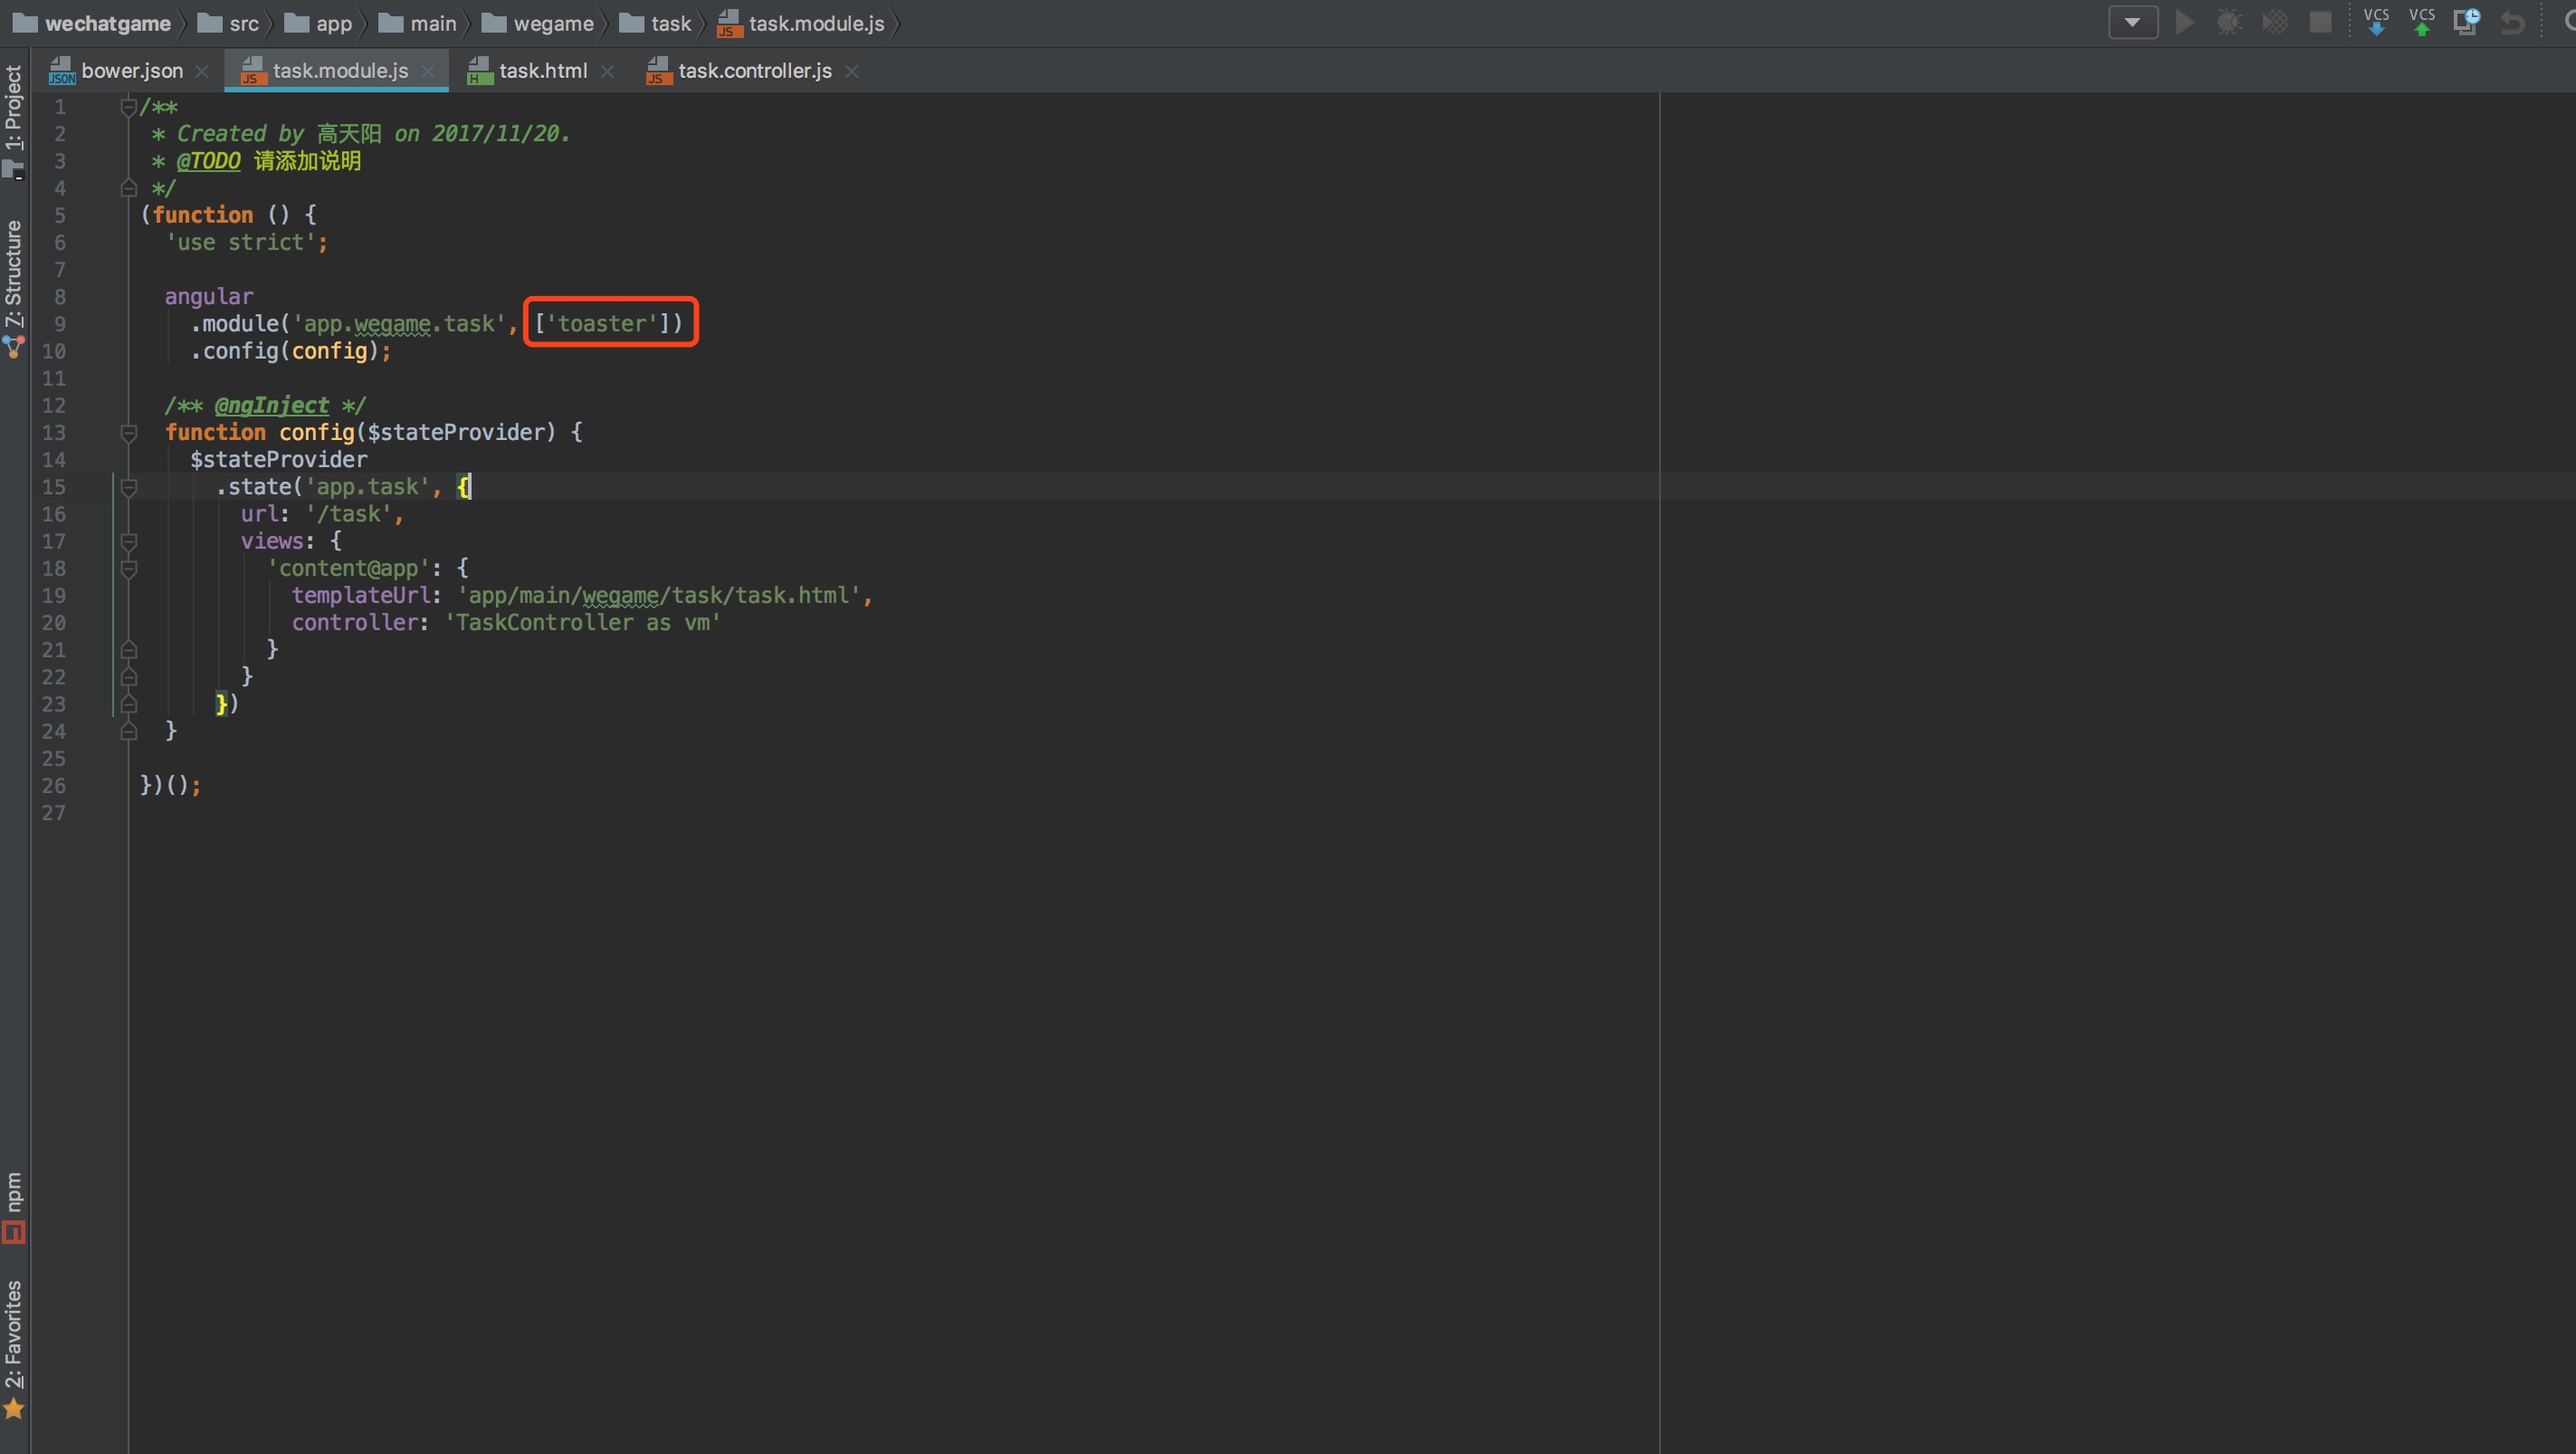 wechatgame src app main wegame task task.module.js
VCS VCS
bower.json task.module.js task.html task.controller.js
1: Project
7: Structure
npm
2: Favorites
1 /**
2  * Created by 高天阳 on 2017/11/20.
3  * @TODO 请添加说明
4  */
5 (function () {
6   'use strict';
7
8   angular
9     .module('app.wegame.task', ['toaster'])
10     .config(config);
11
12   /** @ngInject */
13   function config($stateProvider) {
14     $stateProvider
15       .state('app.task', {
16         url: '/task',
17         views: {
18           'content@app': {
19             templateUrl: 'app/main/wegame/task/task.html',
20             controller: 'TaskController as vm'
21           }
22         }
23       })
24   }
25
26 })();
27